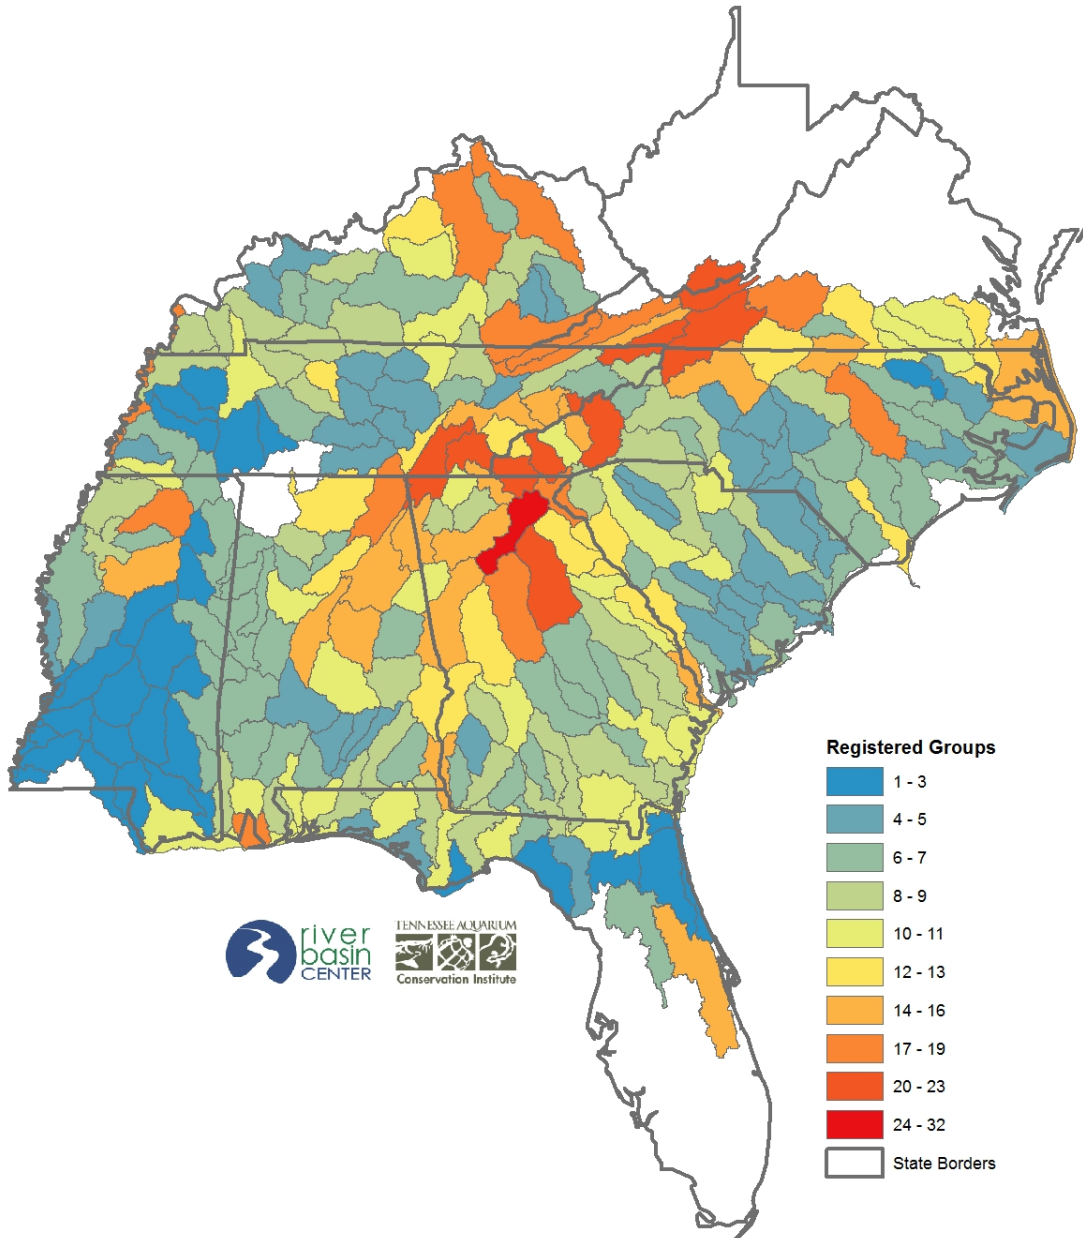 Registered Groups
1 - 3
4 - 5
6 - 7
8 - 9
10 - 11
12 - 13
14 - 16
17 - 19
20 - 23
24 - 32
State Borders
river
basin
CENTER
TENNESSEE AQUARIUM
Conservation Institute